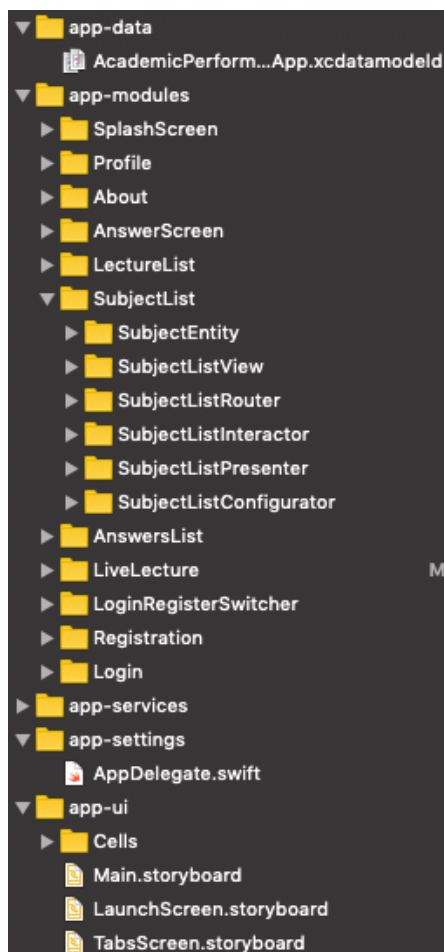 app-data
AcademicPerform...App.xcdatamodeld
app-modules
SplashScreen
Profile
About
AnswerScreen
LectureList
SubjectList
SubjectEntity
SubjectListView
SubjectListRouter
SubjectListInteractor
SubjectListPresenter
SubjectListConfigurator
AnswersList
LiveLecture M
LoginRegisterSwitcher
Registration
Login
app-services
app-settings
AppDelegate.swift
app-ui
Cells
Main.storyboard
LaunchScreen.storyboard
TabsScreen.storyboard